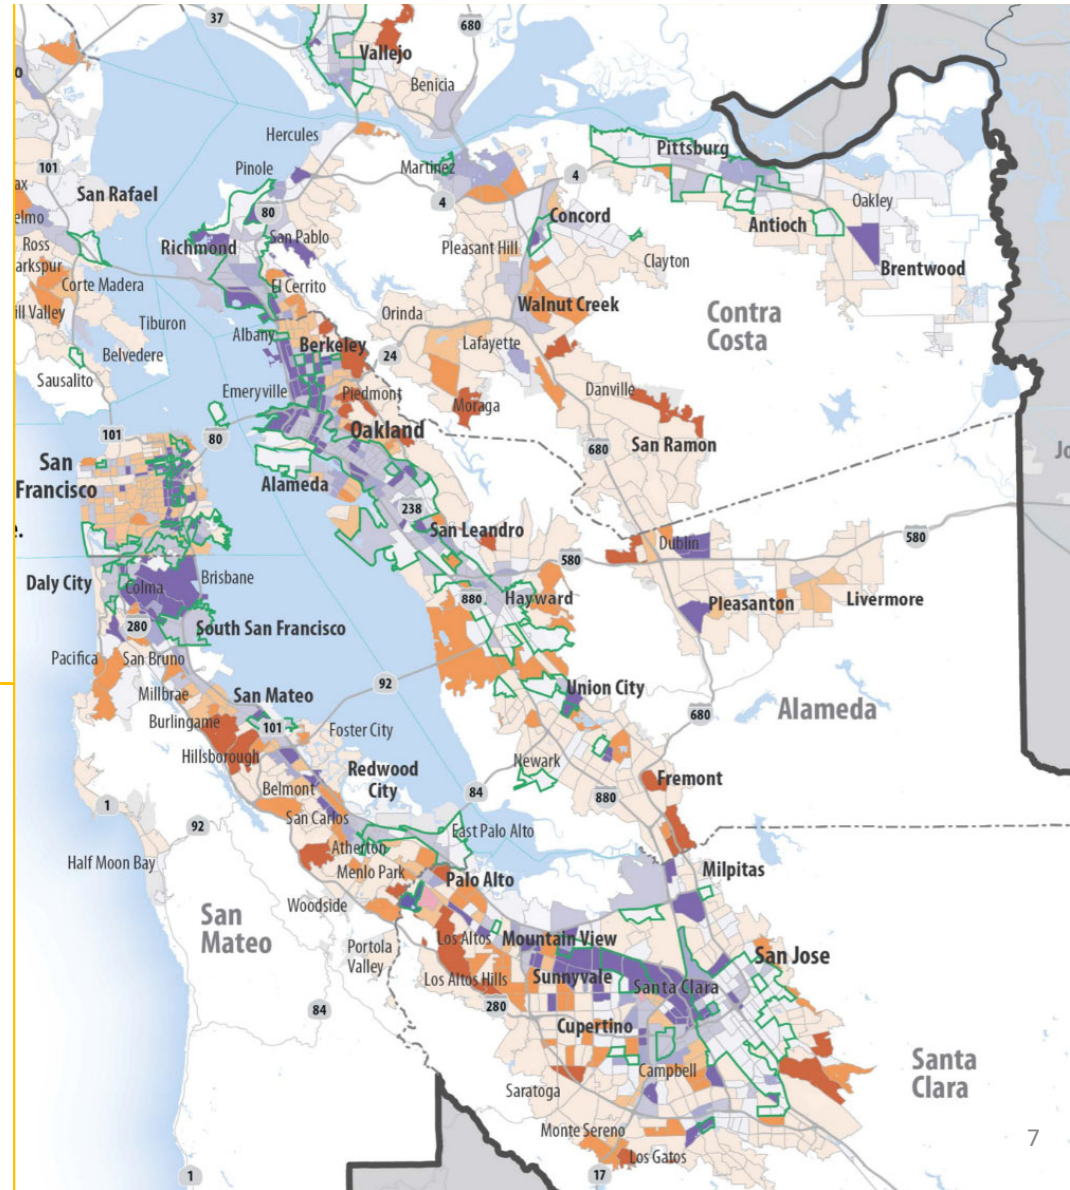 37
680
Vallejo
Benicia
o
Hercules
101
Pinole
Martinez
4
Pittsburg
ax
San Rafael
80
4
Oakley
elmo
Concord
Antioch
Ross
Richmond
San Pablo
Pleasant Hill
Clayton
Brentwood
arkspur
Corte Madera
El Cerrito
Walnut Creek
Contra
Costa
ill Valley
Tiburon
Albany
Berkeley
Orinda
Lafayette
Belvedere
24
Sausalito
Emeryville
Piedmont
Moraga
Danville
101
80
Oakland
San Ramon
680
Jo
San
Francisco
Alameda
238
San Leandro
e.
580
Dublin
580
Daly City
Colma
Brisbane
880
Hayward
Pleasanton
Livermore
280
South San Francisco
Pacifica
San Bruno
92
Union City
Millbrae
San Mateo
Alameda
680
Burlingame
101
Foster City
Hillsborough
Redwood
City
Newark
Fremont
Belmont
84
880
1
San Carlos
92
East Palo Alto
Half Moon Bay
Atherton
Menlo Park
Palo Alto
Milpitas
Woodside
San
Mateo
Los Altos
Mountain View
San Jose
Portola
Valley
Los Altos Hills
Sunnyvale
Santa Clara
84
280
Cupertino
Santa
Clara
Saratoga
Campbell
Monte Sereno
7
Los Gatos
1
17